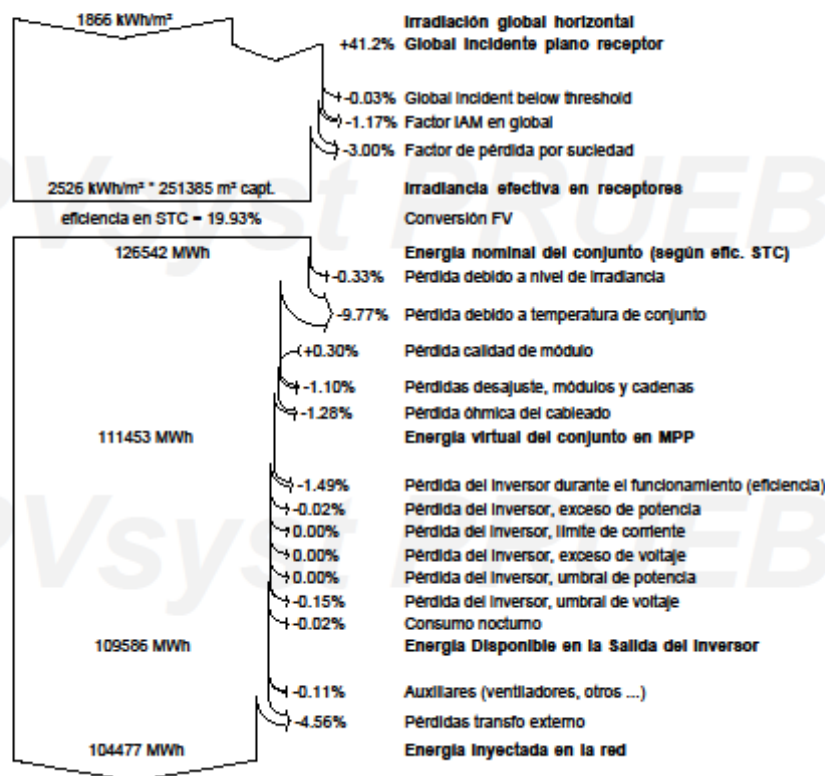 1866 kWh/m² Irradiación global horizontal
+41.2% Global incidente plano receptor
-0.03% Global incident below threshold
-1.17% Factor IAM en global
-3.00% Factor de pérdida por suciedad
PVsyst PRUEB
2526 kWh/m² * 251385 m² capt. Irradiancia efectiva en receptores
eficiencia en STC = 19.93% Conversión FV
126542 MWh Energía nominal del conjunto (según efic. STC)
-0.33% Pérdida debido a nivel de irradiancia
-9.77% Pérdida debido a temperatura de conjunto
+0.30% Pérdida calidad de módulo
-1.10% Pérdidas desajuste, módulos y cadenas
-1.28% Pérdida óhmica del cableado
111453 MWh Energía virtual del conjunto en MPP
-1.49% Pérdida del inversor durante el funcionamiento (eficiencia)
-0.02% Pérdida del inversor, exceso de potencia
0.00% Pérdida del inversor, límite de corriente
PVsyst PRUEB
0.00% Pérdida del inversor, exceso de voltaje
0.00% Pérdida del inversor, umbral de potencia
-0.15% Pérdida del inversor, umbral de voltaje
-0.02% Consumo nocturno
109586 MWh Energía Disponible en la Salida del Inversor
-0.11% Auxiliares (ventiladores, otros ...)
-4.56% Pérdidas transfo externo
104477 MWh Energía inyectada en la red